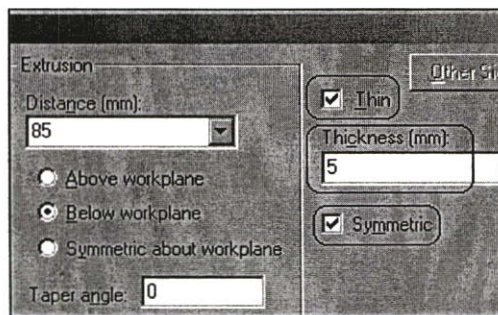 Extrusion
Distance (mm):
85
Above workplane
Below workplane
Symmetric about workplane
Taper angle: 0
Other
Thin
Thickness (mm):
5
Symmetric